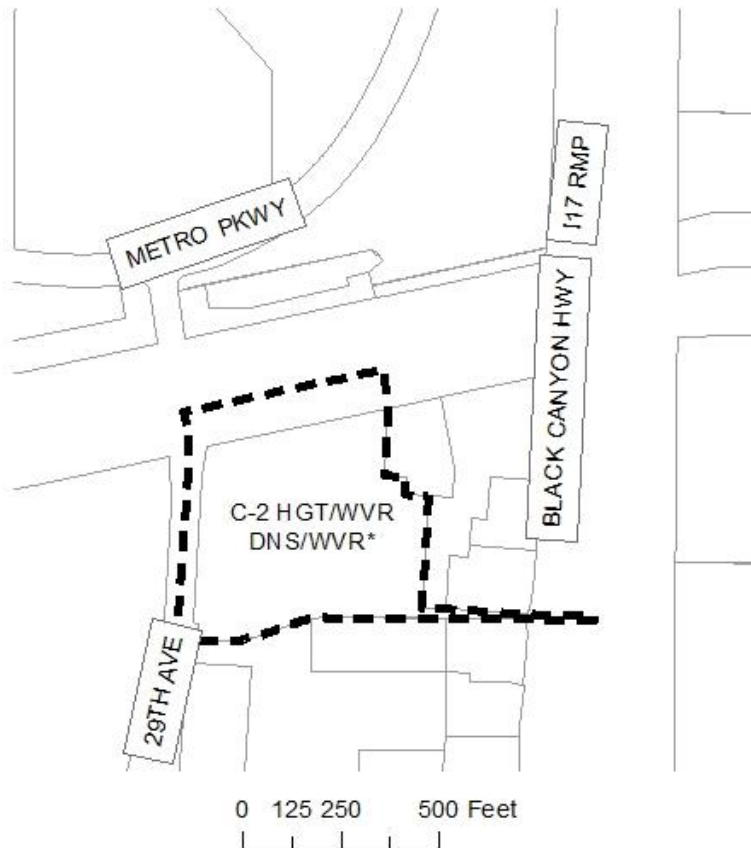 I17 RMP
METRO PKWY
BLACK CANYON HWY
C-2 HGT/WVR
DNS/WVR*
29TH AVE
0 125 250 500 Feet